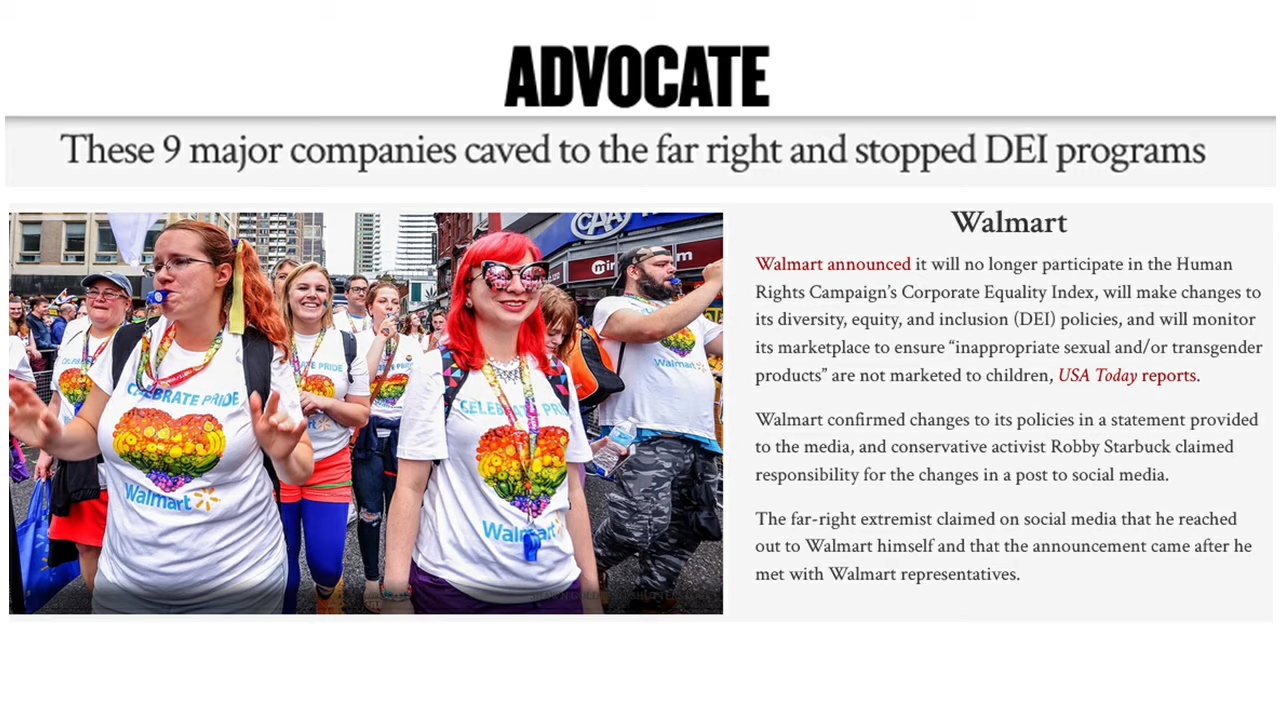 ADVOCATE
These 9 major companies caved to the far right and stopped DEI programs
CAA
CELEBRATE PRIDE
Walmart
CELEBRATE PRI
Walmart
ATE PRIDE
Walmart
Walmart
Walmart announced it will no longer participate in the Human
Rights Campaign’s Corporate Equality Index, will make changes to
its diversity, equity, and inclusion (DEI) policies, and will monitor
its marketplace to ensure “inappropriate sexual and/or transgender
products” are not marketed to children, USA Today reports.
Walmart confirmed changes to its policies in a statement provided
to the media, and conservative activist Robby Starbuck claimed
responsibility for the changes in a post to social media.
The far-right extremist claimed on social media that he reached
out to Walmart himself and that the announcement came after he
met with Walmart representatives.